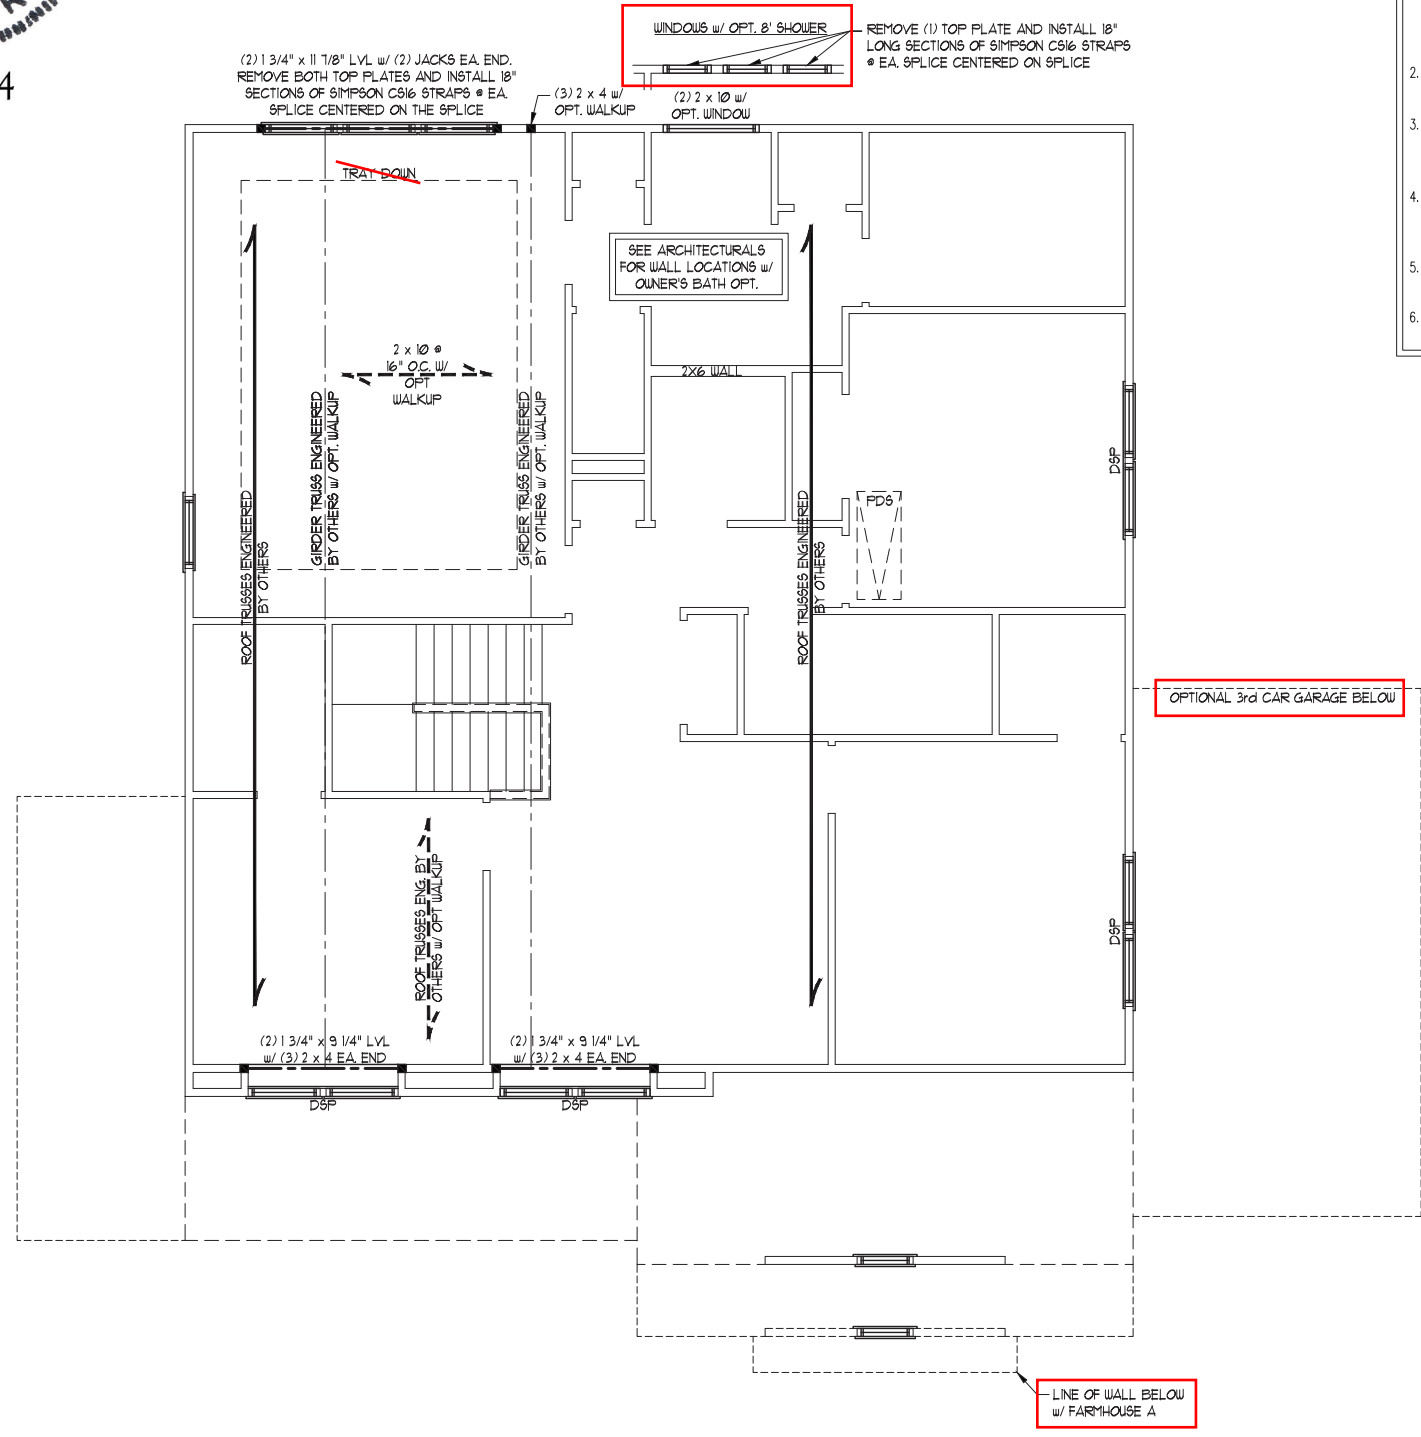 4
WINDOWS w/ OPT. 8' SHOWER
REMOVE (1) TOP PLATE AND INSTALL 18"
LONG SECTIONS OF SIMPSON CS16 STRAPS
@ EA. SPLICE CENTERED ON SPLICE
(2) 1 3/4" x 11 7/8" LVL w/ (2) JACKS EA. END.
REMOVE BOTH TOP PLATES AND INSTALL 18"
SECTIONS OF SIMPSON CS16 STRAPS @ EA.
SPLICE CENTERED ON THE SPLICE
(3) 2 x 4 w/
OPT. WALKUP
(2) 2 x 10 w/
OPT. WINDOW
2.
3.
4.
5.
6.
TRAY DOWN
SEE ARCHITECTURALS
FOR WALL LOCATIONS w/
OWNER'S BATH OPT.
2 x 10 @
16" O.C. W/
OPT
WALKUP
2X6 WALL
GIRDER TRUSS ENGINEERED
BY OTHERS w/ OPT. WALKUP
GIRDER TRUSS ENGINEERED
BY OTHERS w/ OPT. WALKUP
ROOF TRUSSES ENGINEERED
BY OTHERS
ROOF TRUSSES ENGINEERED
BY OTHERS
PDS
DSP
OPTIONAL 3rd CAR GARAGE BELOW
ROOF TRUSSES ENG. BY
OTHERS w/ OPT WALKUP
DSP
(2) 1 3/4" x 9 1/4" LVL
w/ (3) 2 x 4 EA. END
(2) 1 3/4" x 9 1/4" LVL
w/ (3) 2 x 4 EA. END
DSP
DSP
LINE OF WALL BELOW
w/ FARMHOUSE A